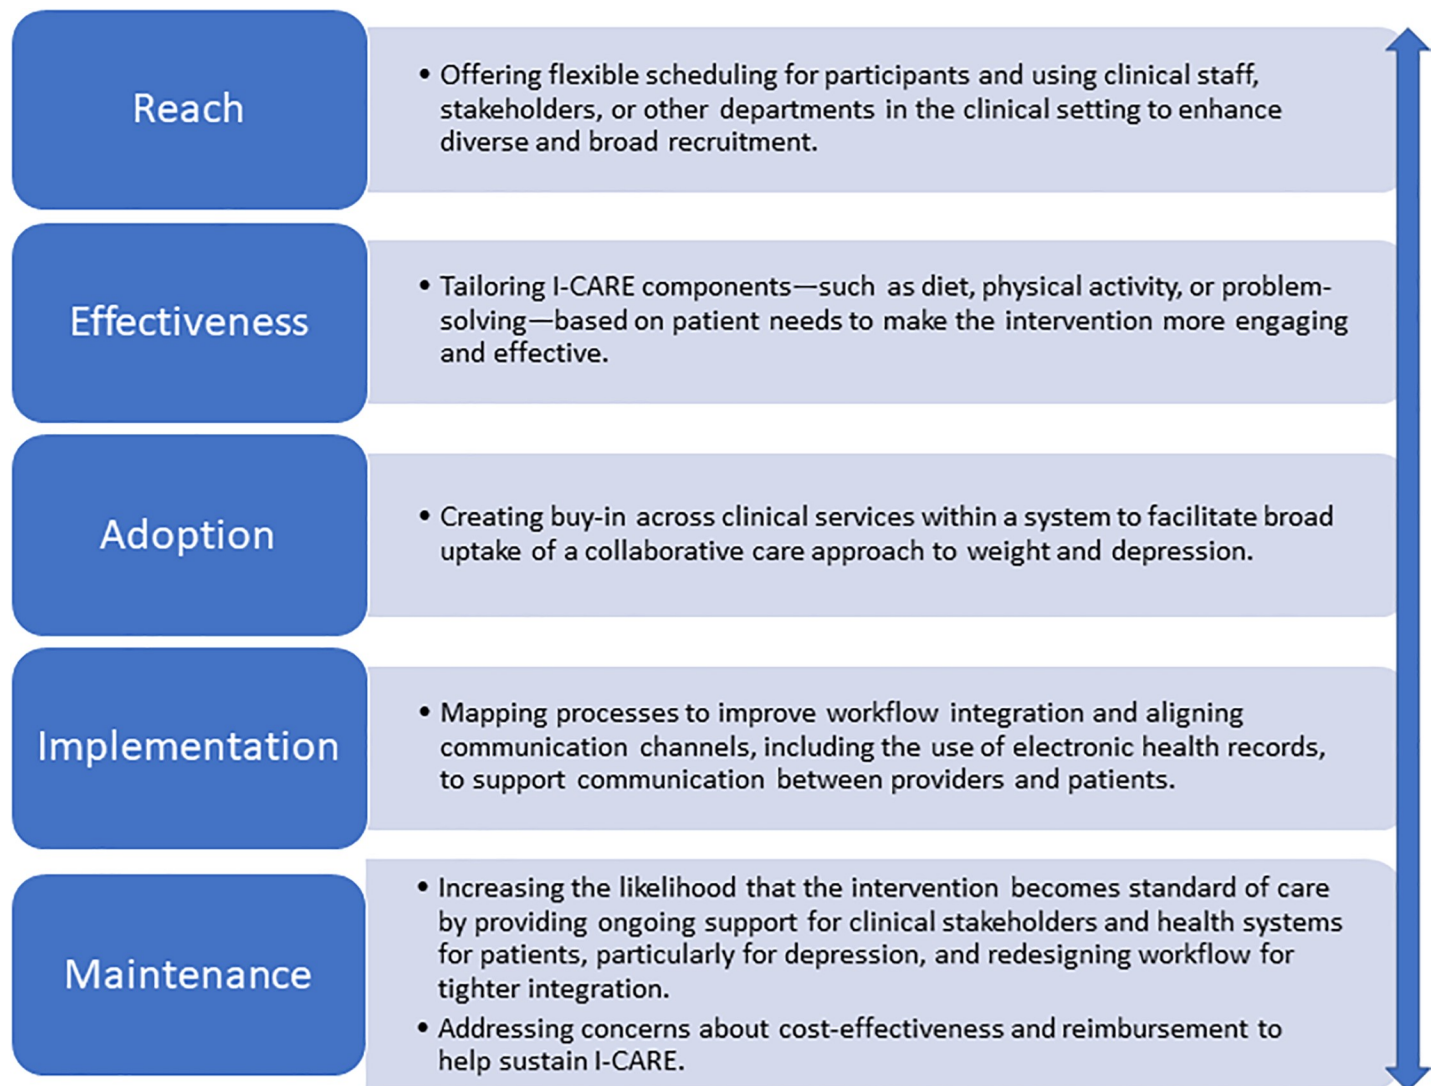 Reach
• Offering flexible scheduling for participants and using clinical staff,
stakeholders, or other departments in the clinical setting to enhance
diverse and broad recruitment.
Effectiveness
• Tailoring I-CARE components—such as diet, physical activity, or problem-
solving—based on patient needs to make the intervention more engaging
and effective.
Adoption
• Creating buy-in across clinical services within a system to facilitate broad
uptake of a collaborative care approach to weight and depression.
Implementation
• Mapping processes to improve workflow integration and aligning
communication channels, including the use of electronic health records,
to support communication between providers and patients.
Maintenance
• Increasing the likelihood that the intervention becomes standard of care
by providing ongoing support for clinical stakeholders and health systems
for patients, particularly for depression, and redesigning workflow for
tighter integration.
• Addressing concerns about cost-effectiveness and reimbursement to
help sustain I-CARE.